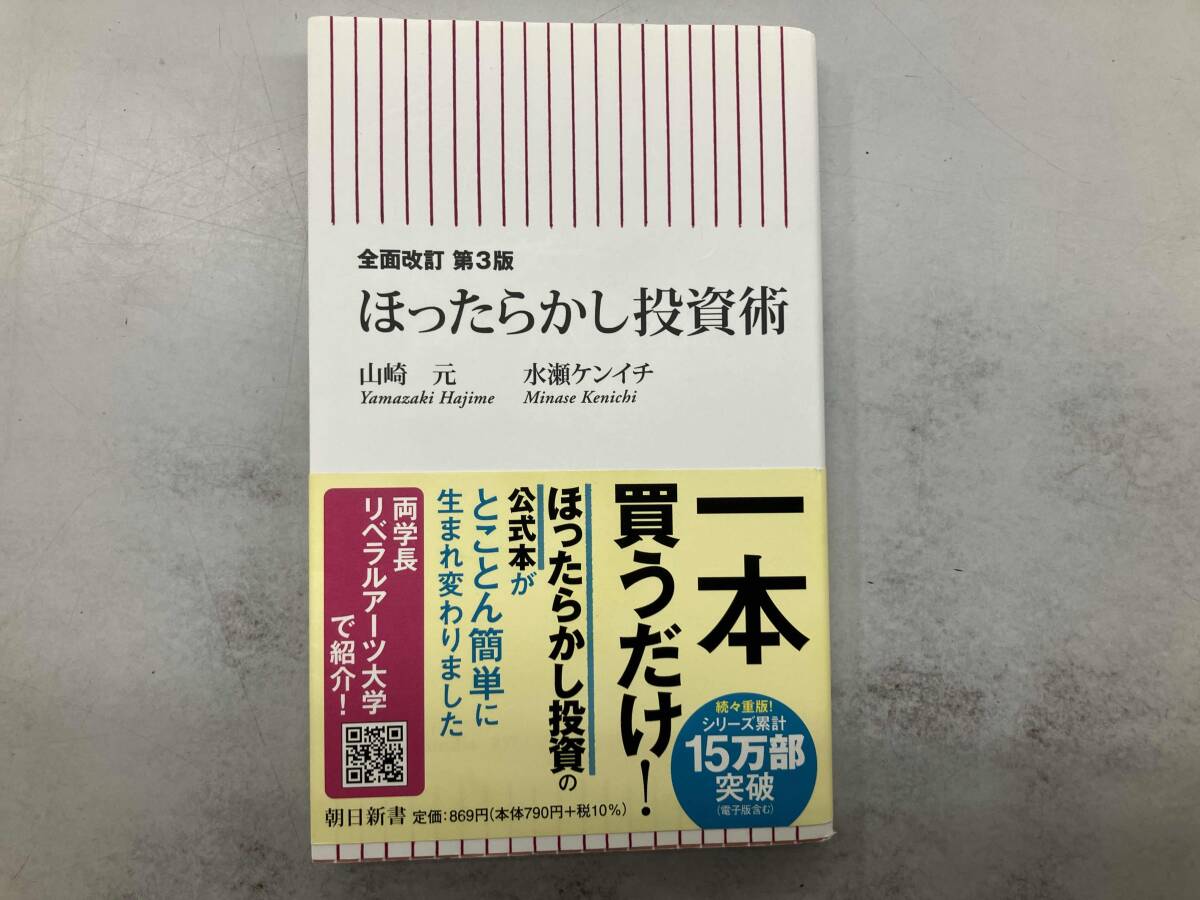 全面改訂 第3版
ほったらかし投資術
山崎 元
Yamazaki Hajime
水瀬ケンイチ
Minase Kenichi
一本
買うだけ!
ほったらかし投資の
公式本が
とことん簡単に
生まれ変わりました
両学長
リベラルアーツ大学
で紹介!
続々重版!
シリーズ累計
15万部
突破
(電子版含む)
朝日新書 定価:869円(本体790円+税10%)